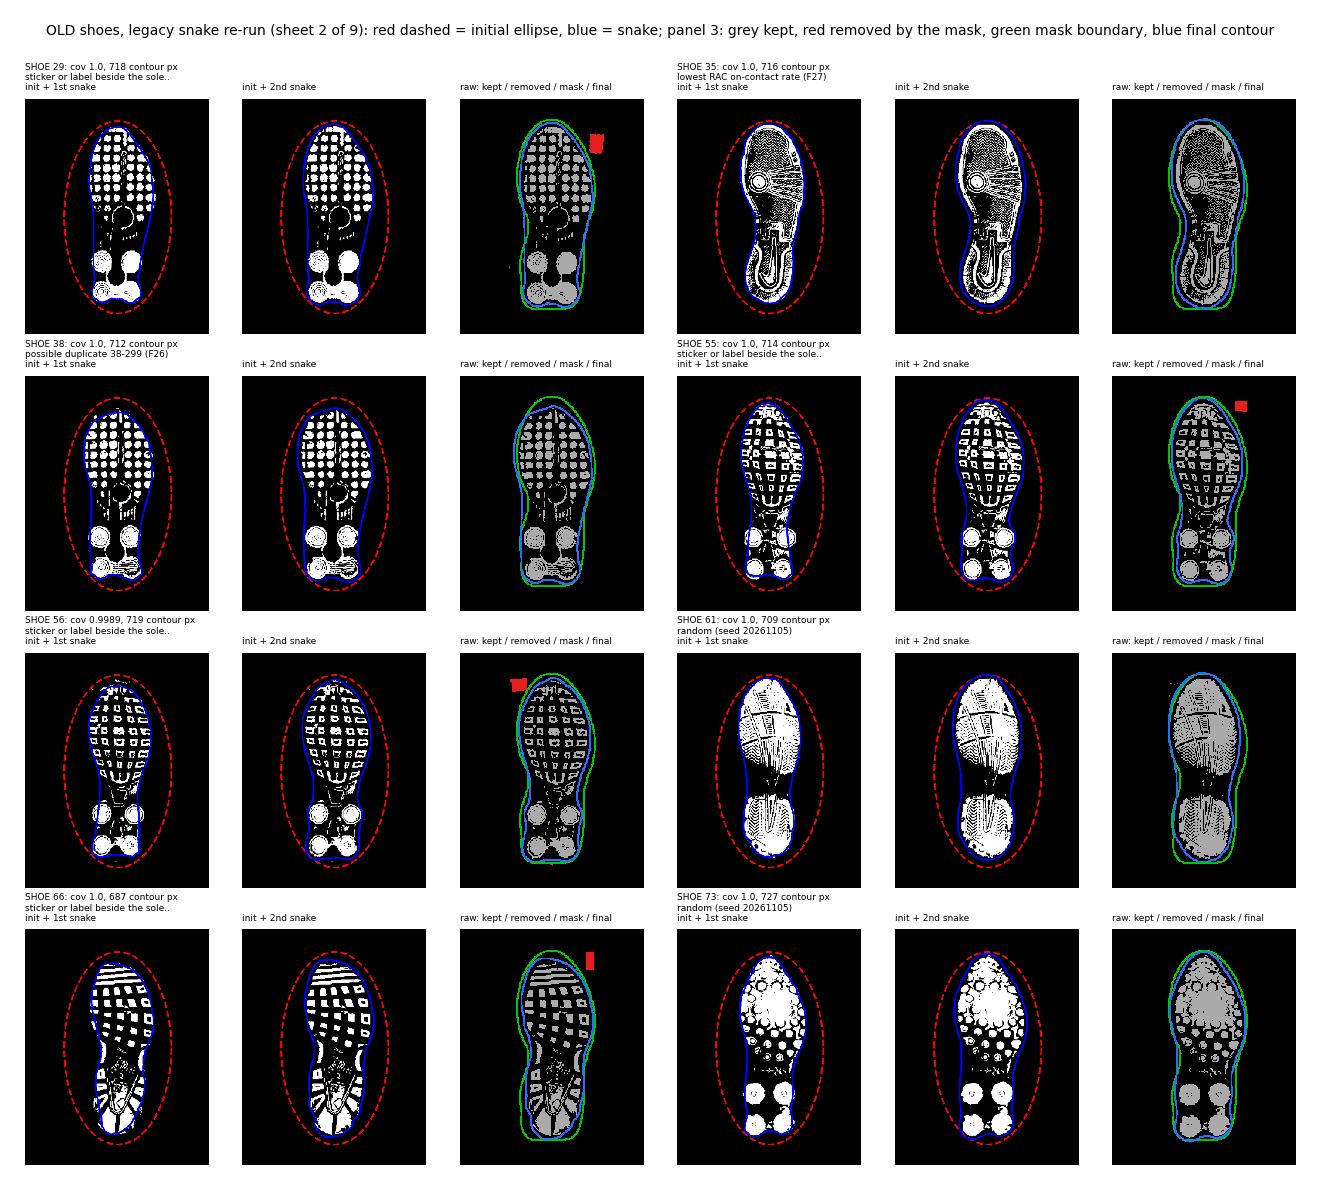 OLD shoes, legacy snake re-run (sheet 2 of 9): red dashed = initial ellipse, blue = snake; panel 3: grey kept, red removed by the mask, green mask boundary, blue final contour
SHOE 29: cov 1.0, 718 contour px
sticker or label beside the sole..
init + 1st snake
init + 2nd snake
raw: kept / removed / mask / final
SHOE 35: cov 1.0, 716 contour px
lowest RAC on-contact rate (F27)
init + 1st snake
init + 2nd snake
raw: kept / removed / mask / final
SHOE 38: cov 1.0, 712 contour px
possible duplicate 38-299 (F26)
init + 1st snake
init + 2nd snake
raw: kept / removed / mask / final
SHOE 55: cov 1.0, 714 contour px
sticker or label beside the sole..
init + 1st snake
init + 2nd snake
raw: kept / removed / mask / final
SHOE 56: cov 0.9989, 719 contour px
sticker or label beside the sole..
init + 1st snake
init + 2nd snake
raw: kept / removed / mask / final
SHOE 61: cov 1.0, 709 contour px
random (seed 20261105)
init + 1st snake
init + 2nd snake
raw: kept / removed / mask / final
SHOE 66: cov 1.0, 687 contour px
sticker or label beside the sole..
init + 1st snake
init + 2nd snake
raw: kept / removed / mask / final
SHOE 73: cov 1.0, 727 contour px
random (seed 20261105)
init + 1st snake
init + 2nd snake
raw: kept / removed / mask / final